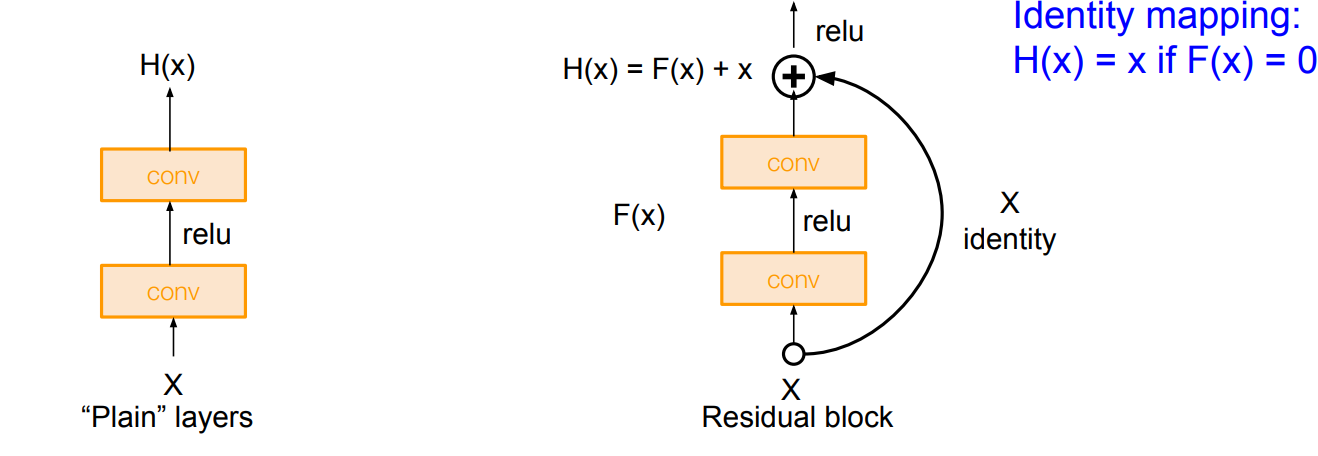 H(x)
conv
relu
conv
X
“Plain” layers
relu
H(x) = F(x) + x
conv
F(x)
relu
conv
X
identity
X
Residual block
Identity mapping:
H(x) = x if F(x) = 0